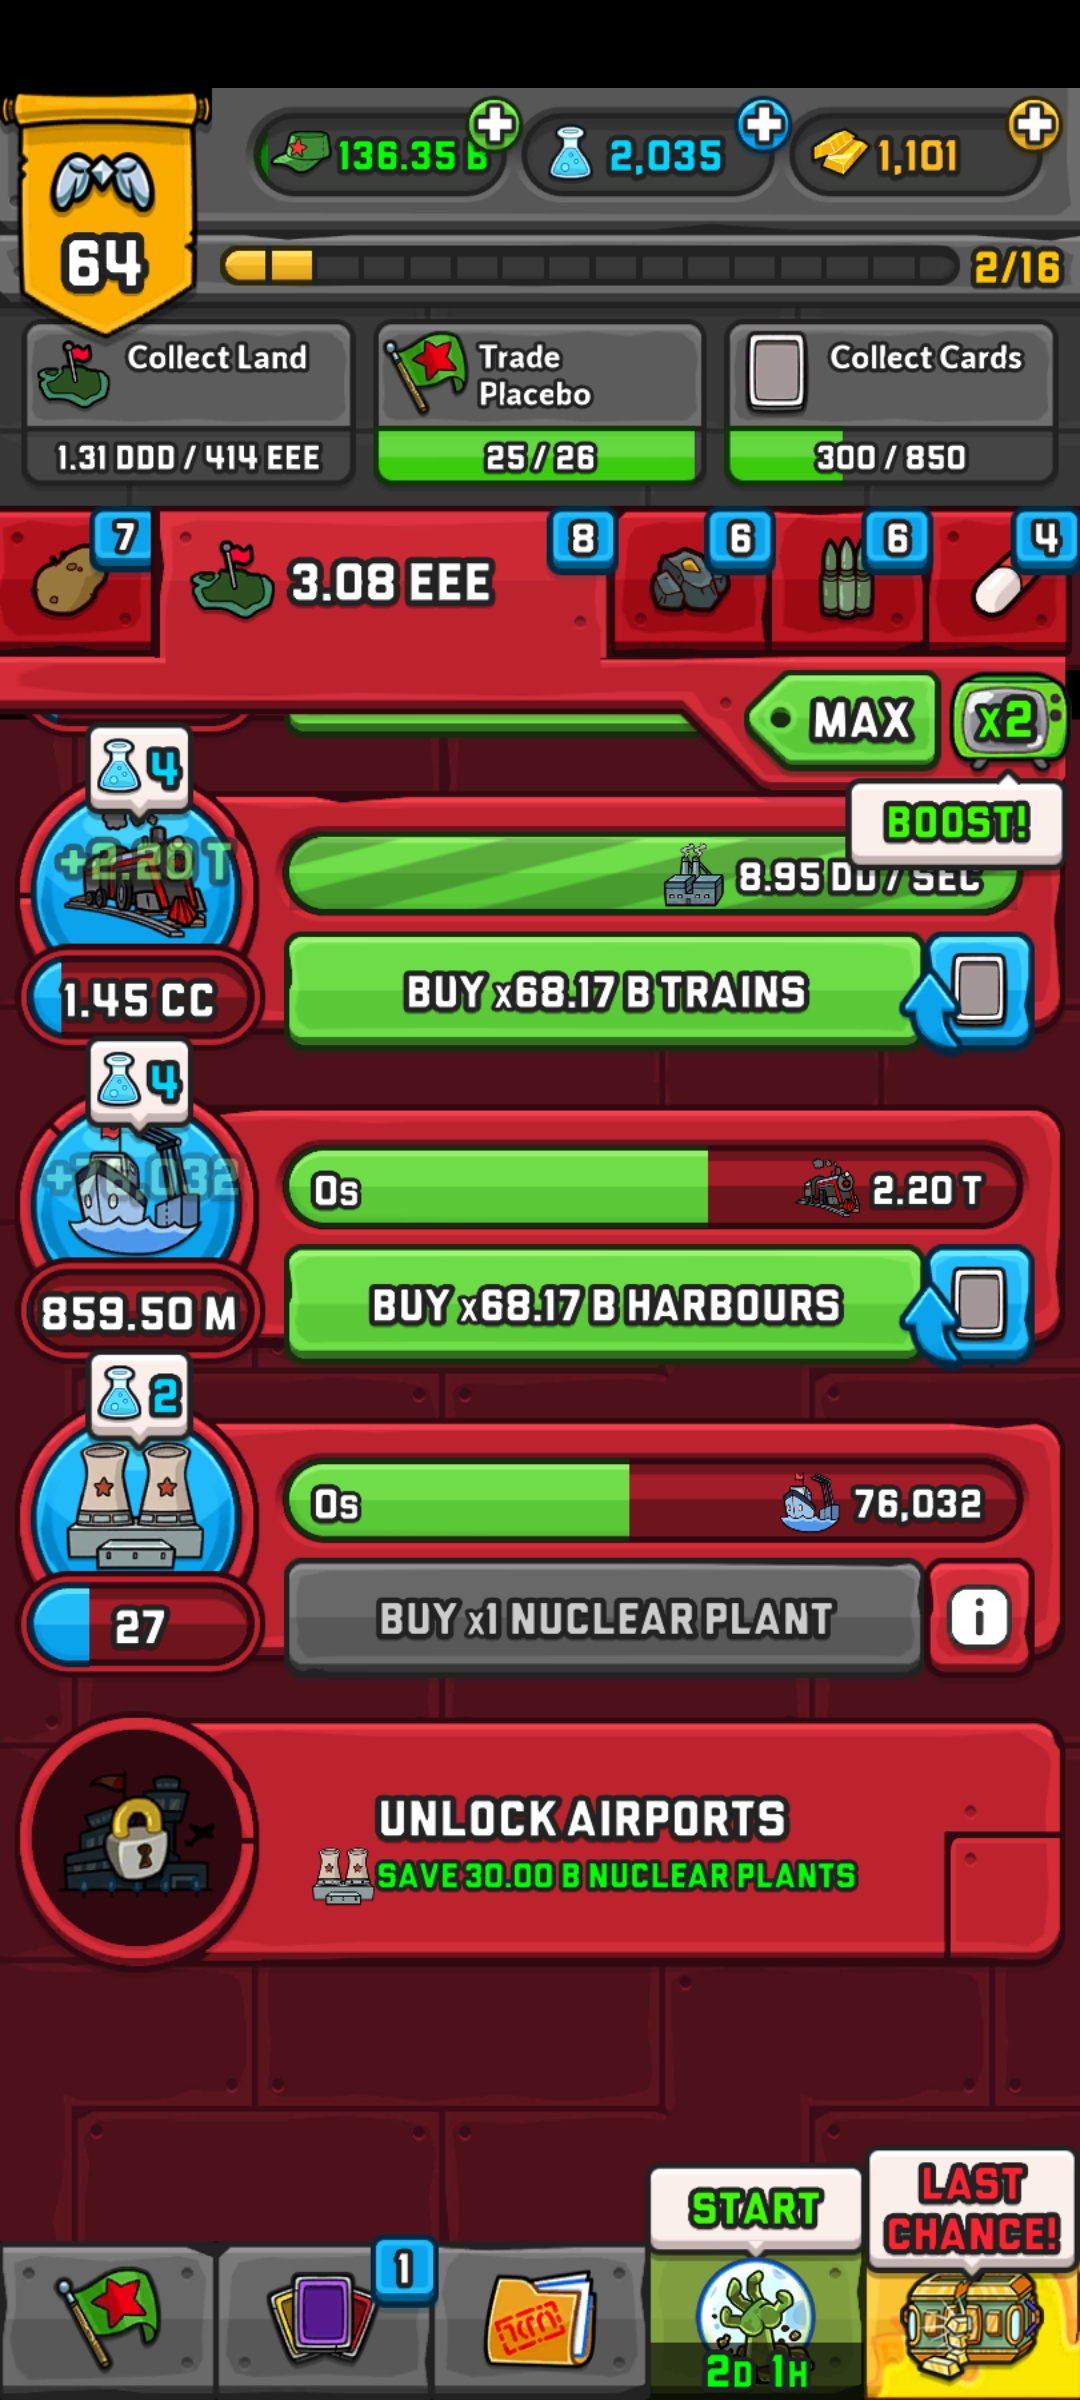 64
136.35 B
2,035
1,101
2/16
Collect Land
1.31 DDD / 414 EEE
Trade
Placebo
25 / 26
Collect Cards
300 / 850
7
3.08 EEE
8
6
6
4
MAX
x2
BOOST!
4
+2.20 T
8.95 DD / SEC
1.45 CC
BUY x68.17 B TRAINS
4
0s
2.20 T
859.50 M
BUY x68.17 B HARBOURS
2
0s
76,032
27
BUY x1 NUCLEAR PLANT
i
UNLOCK AIRPORTS
SAVE 30.00 B NUCLEAR PLANTS
START
LAST
CHANCE!
1
2D 1H